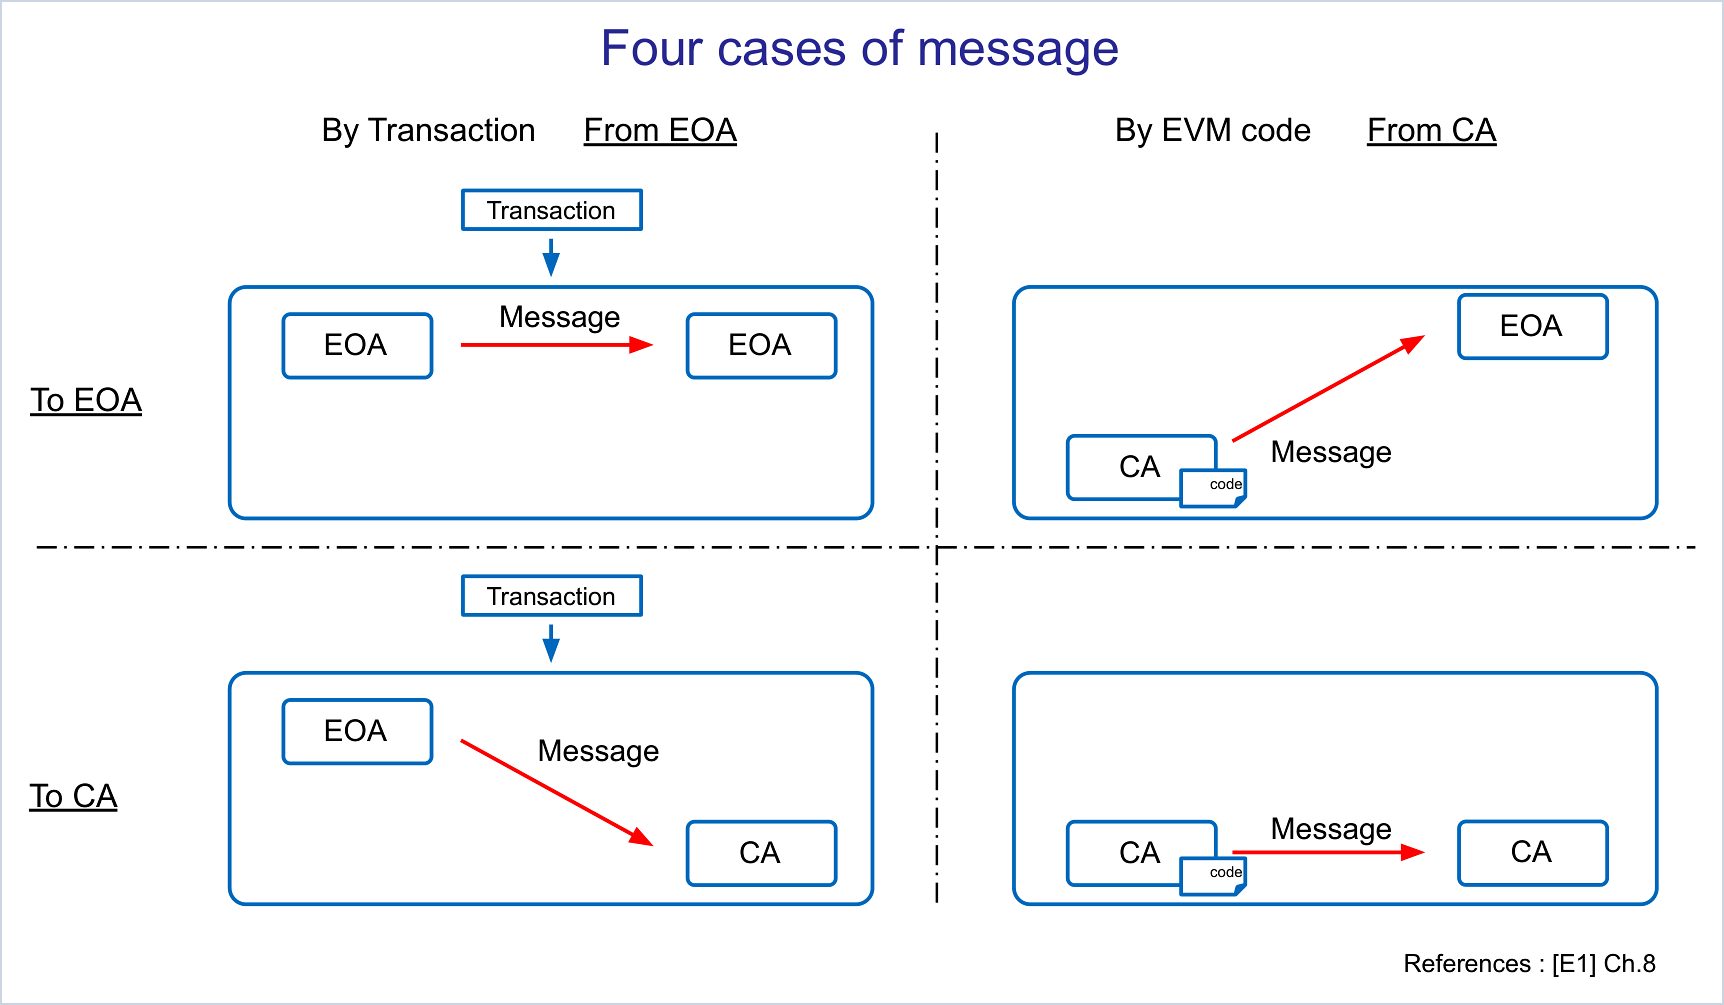 Four cases of message
By Transaction From EOA
By EVM code From CA
Transaction
To EOA
EOA
Message
EOA
EOA
CA
code
Message
Transaction
To CA
EOA
Message
CA
CA
code
Message
CA
References : [E1] Ch.8